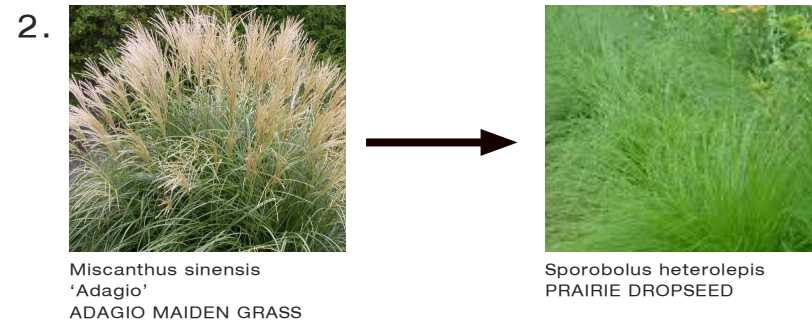 2.
Miscanthus sinensis
‘Adagio’
ADAGIO MAIDEN GRASS
Sporobolus heterolepis
PRAIRIE DROPSEED